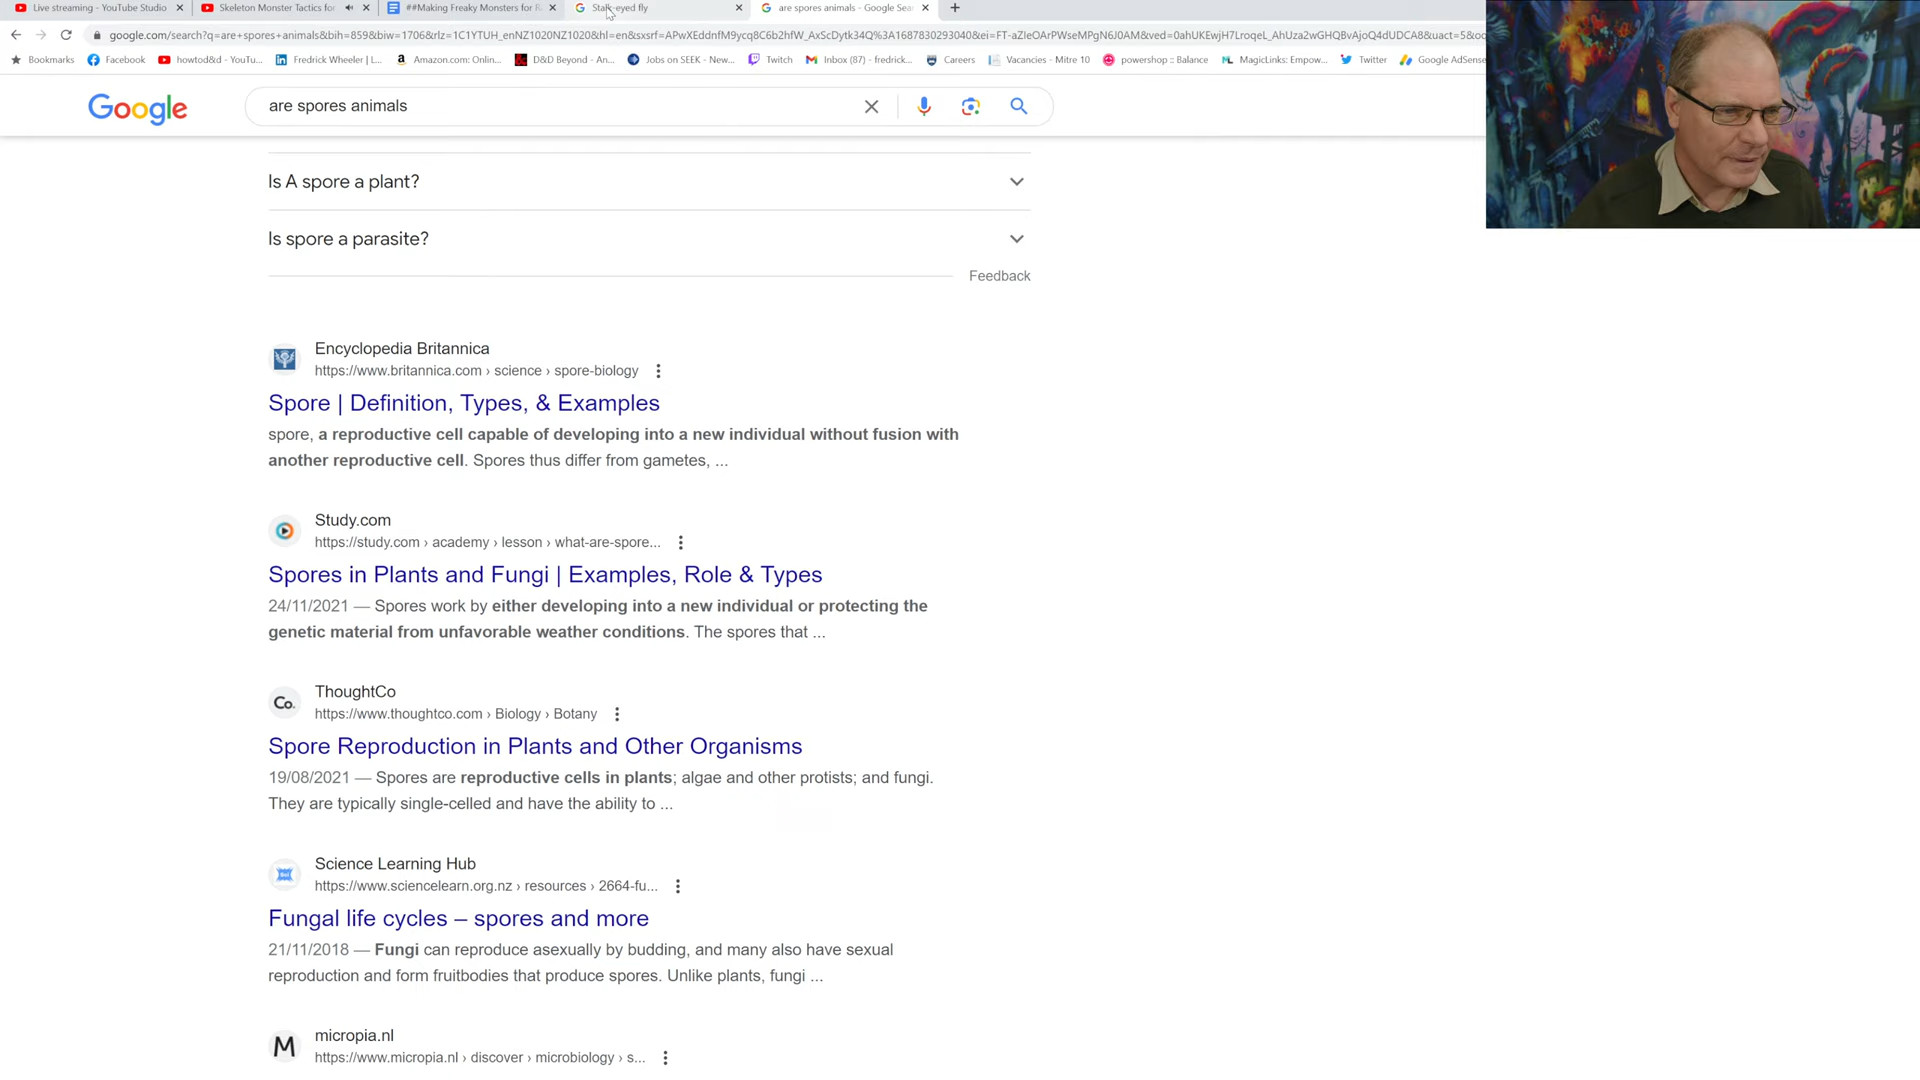 Live streaming - YouTube Studio
Skeleton Monster Tactics for
##Making Freaky Monsters for R
Stalk-eyed fly
are spores animals - Google Sear
google.com/search?q=are+spores+animals&bih=859&biw=1706&rlz=1C1YTUH_enNZ1020NZ1020&hl=en&sxsrf=APwXEddnfM9ycq8C6b2hfW_AxScDytk34Q%3A1687830293040&ei=FT-aZIeOArPWseMPgN6J0AM&ved=0ahUKEwjH7LroqeL_AhUza2wGHQBvAjoQ4dUDCA8&uact=5&oq
Bookmarks
Facebook
howtod&d - YouTu...
Fredrick Wheeler | L...
Amazon.com: Onlin...
D&D Beyond - An...
Jobs on SEEK - New...
Twitch
Inbox (87) - fredrick...
Careers
Vacancies - Mitre 10
powershop :: Balance
MagicLinks: Empow...
Twitter
Google AdSense
Google
are spores animals
Is A spore a plant?
Is spore a parasite?
Feedback
Encyclopedia Britannica
https://www.britannica.com › science › spore-biology
Spore | Definition, Types, & Examples
spore, a reproductive cell capable of developing into a new individual without fusion with
another reproductive cell. Spores thus differ from gametes, ...
Study.com
https://study.com › academy › lesson › what-are-spore...
Spores in Plants and Fungi | Examples, Role & Types
24/11/2021 — Spores work by either developing into a new individual or protecting the
genetic material from unfavorable weather conditions. The spores that ...
Co.
ThoughtCo
https://www.thoughtco.com › Biology › Botany
Spore Reproduction in Plants and Other Organisms
19/08/2021 — Spores are reproductive cells in plants; algae and other protists; and fungi.
They are typically single-celled and have the ability to ...
Science Learning Hub
https://www.sciencelearn.org.nz › resources › 2664-fu...
Fungal life cycles – spores and more
21/11/2018 — Fungi can reproduce asexually by budding, and many also have sexual
reproduction and form fruitbodies that produce spores. Unlike plants, fungi ...
M
micropia.nl
https://www.micropia.nl › discover › microbiology › s...